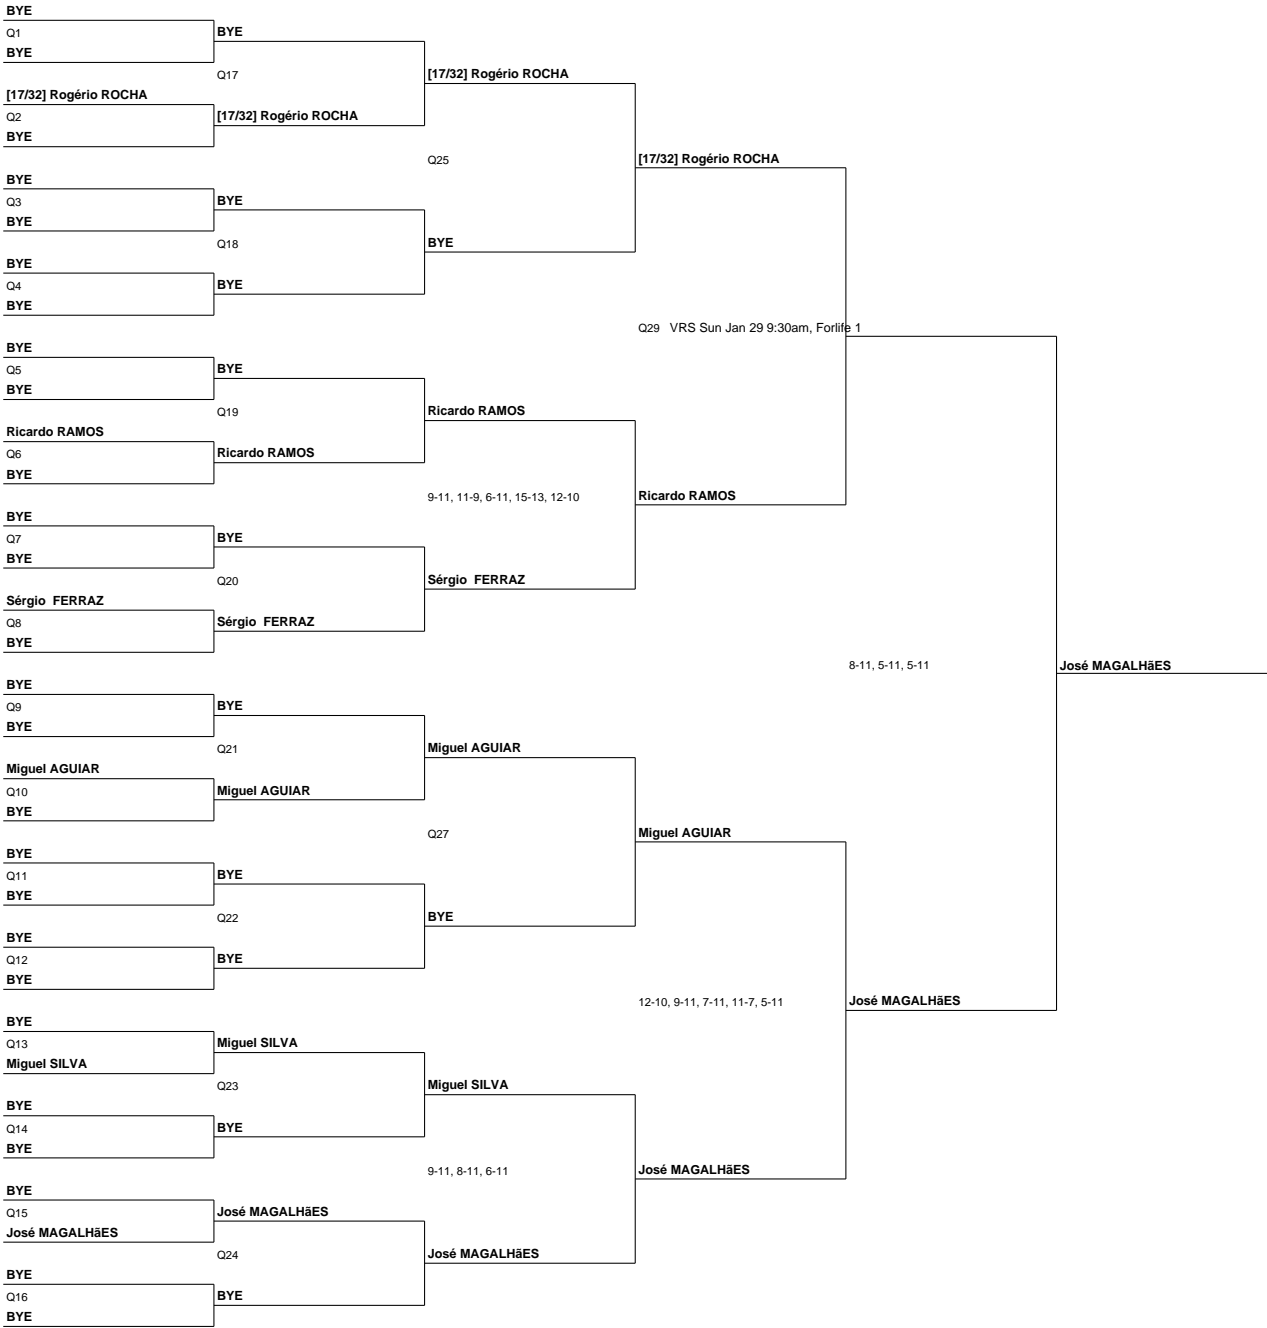 BYE
Q1
BYE
BYE
Q17
[17/32] Rogério ROCHA
[17/32] Rogério ROCHA
Q2
[17/32] Rogério ROCHA
BYE
Q25
[17/32] Rogério ROCHA
BYE
Q3
BYE
BYE
Q18
BYE
BYE
Q4
BYE
BYE
Q29 VRS Sun Jan 29 9:30am, Forlife 1
BYE
Q5
BYE
BYE
Q19
Ricardo RAMOS
Ricardo RAMOS
Q6
Ricardo RAMOS
BYE
9-11, 11-9, 6-11, 15-13, 12-10
Ricardo RAMOS
BYE
Q7
BYE
BYE
Q20
Sérgio  FERRAZ
Sérgio  FERRAZ
Q8
Sérgio  FERRAZ
BYE
8-11, 5-11, 5-11
José MAGALHãES
BYE
Q9
BYE
BYE
Q21
Miguel AGUIAR
Miguel AGUIAR
Q10
Miguel AGUIAR
BYE
Q27
Miguel AGUIAR
BYE
Q11
BYE
BYE
Q22
BYE
BYE
Q12
BYE
BYE
12-10, 9-11, 7-11, 11-7, 5-11
José MAGALHãES
BYE
Q13
Miguel SILVA
Miguel SILVA
Q23
Miguel SILVA
BYE
Q14
BYE
BYE
9-11, 8-11, 6-11
José MAGALHãES
BYE
Q15
José MAGALHãES
José MAGALHãES
Q24
José MAGALHãES
BYE
Q16
BYE
BYE